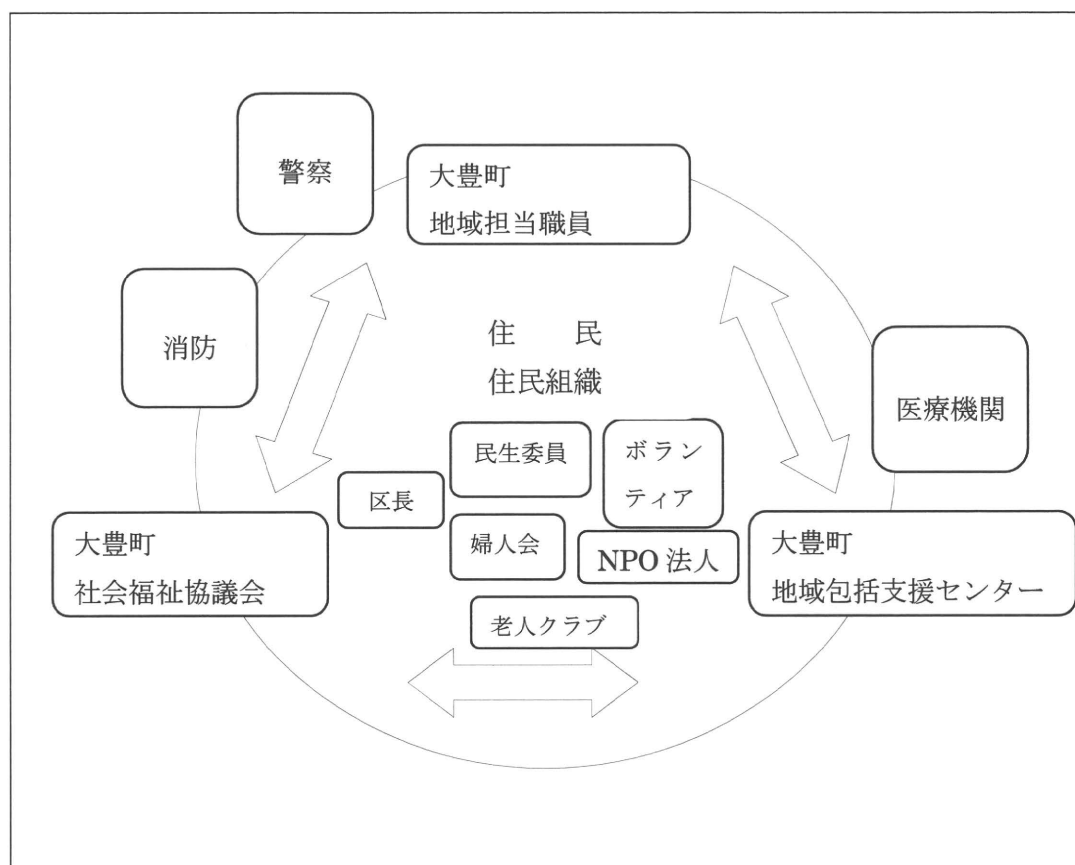 警察
大豊町
地域担当職員
消防
住　民
住民組織
医療機関
民生委員
ボラン
ティア
区長
婦人会
NPO 法人
大豊町
社会福祉協議会
大豊町
地域包括支援センター
老人クラブ